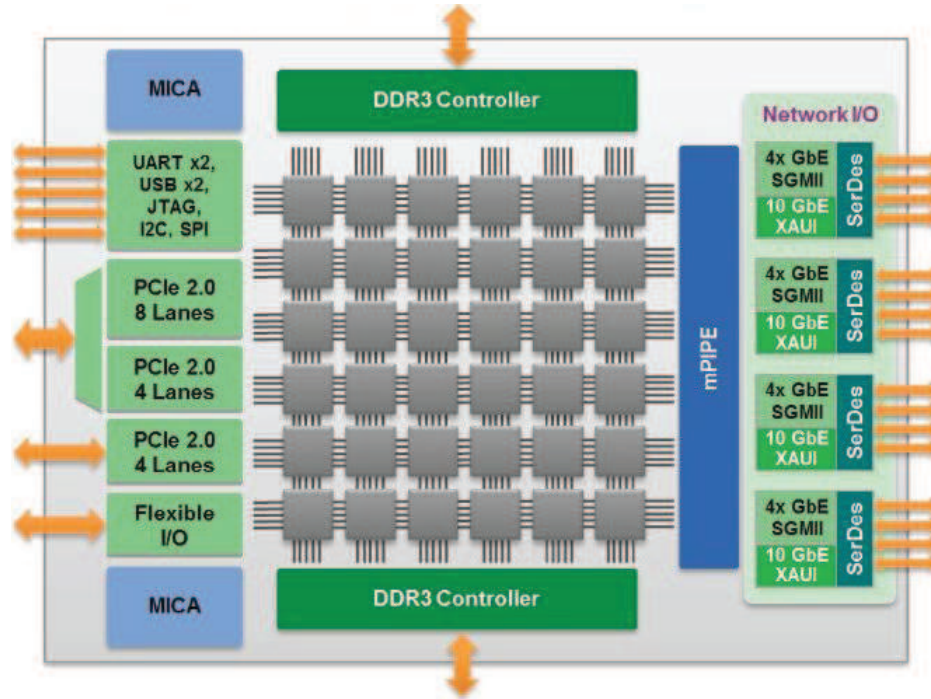 MICA
UART x2,
USB x2,
JTAG,
I2C, SPI
PCIe 2.0
8 Lanes
PCIe 2.0
4 Lanes
PCIe 2.0
4 Lanes
Flexible
I/O
MICA
DDR3 Controller
DDR3 Controller
mPIPE
Network I/O
4x GbE
SGMII
10 GbE
XAUI
SerDes
4x GbE
SGMII
10 GbE
XAUI
SerDes
4x GbE
SGMII
10 GbE
XAUI
SerDes
4x GbE
SGMII
10 GbE
XAUI
SerDes